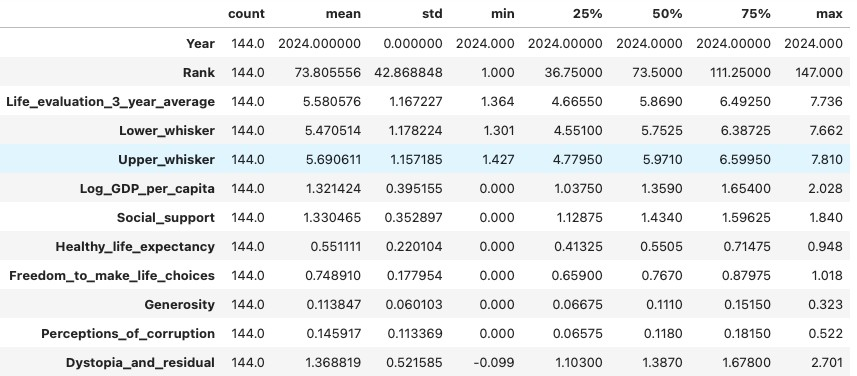 count mean std min 25% 50% 75% max
Year 144.0 2024.000000 0.000000 2024.000 2024.00000 2024.0000 2024.00000 2024.000
Rank 144.0 73.805556 42.868848 1.000 36.75000 73.5000 111.25000 147.000
Life_evaluation_3_year_average 144.0 5.580576 1.167227 1.364 4.66550 5.8690 6.49250 7.736
Lower_whisker 144.0 5.470514 1.178224 1.301 4.55100 5.7525 6.38725 7.662
Upper_whisker 144.0 5.690611 1.157185 1.427 4.77950 5.9710 6.59950 7.810
Log_GDP_per_capita 144.0 1.321424 0.395155 0.000 1.03750 1.3590 1.65400 2.028
Social_support 144.0 1.330465 0.352897 0.000 1.12875 1.4340 1.59625 1.840
Healthy_life_expectancy 144.0 0.551111 0.220104 0.000 0.41325 0.5505 0.71475 0.948
Freedom_to_make_life_choices 144.0 0.748910 0.177954 0.000 0.65900 0.7670 0.87975 1.018
Generosity 144.0 0.113847 0.060103 0.000 0.06675 0.1110 0.15150 0.323
Perceptions_of_corruption 144.0 0.145917 0.113369 0.000 0.06575 0.1180 0.18150 0.522
Dystopia_and_residual 144.0 1.368819 0.521585 -0.099 1.10300 1.3870 1.67800 2.701